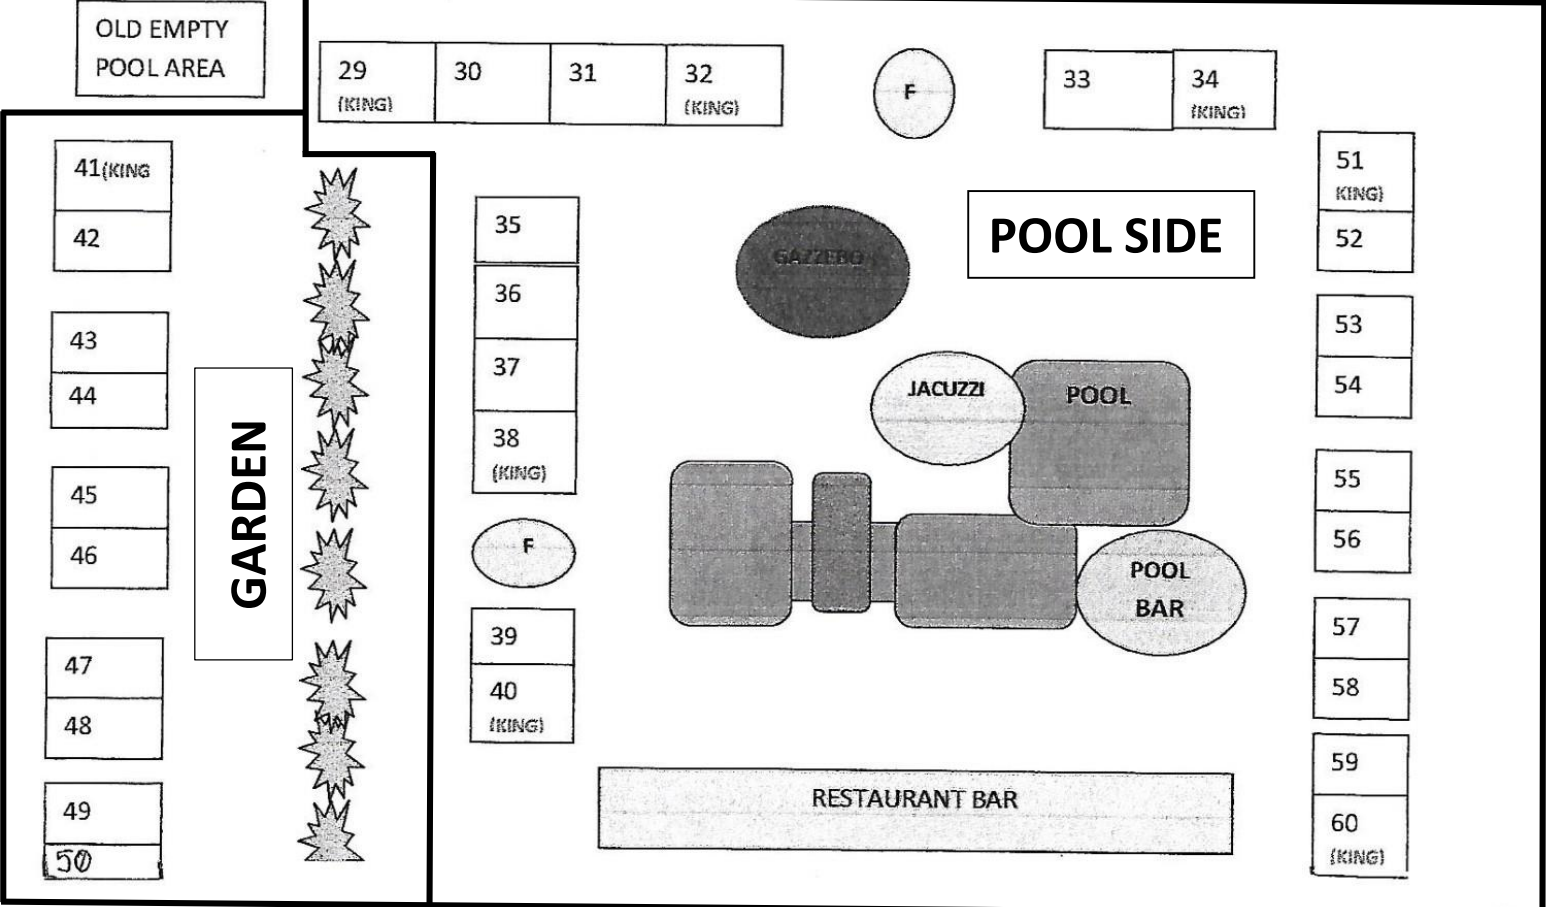 OLD EMPTY
POOL AREA
29
(KING)
30
31
32
(KING)
F
33
34
(KING)
41(KING
42
43
44
45
46
47
48
49
50
GARDEN
35
36
37
38
(KING)
F
39
40
(KING)
GAZZEBO
POOL SIDE
JACUZZI
POOL
POOL
BAR
RESTAURANT BAR
51
KING)
52
53
54
55
56
57
58
59
60
(KING)